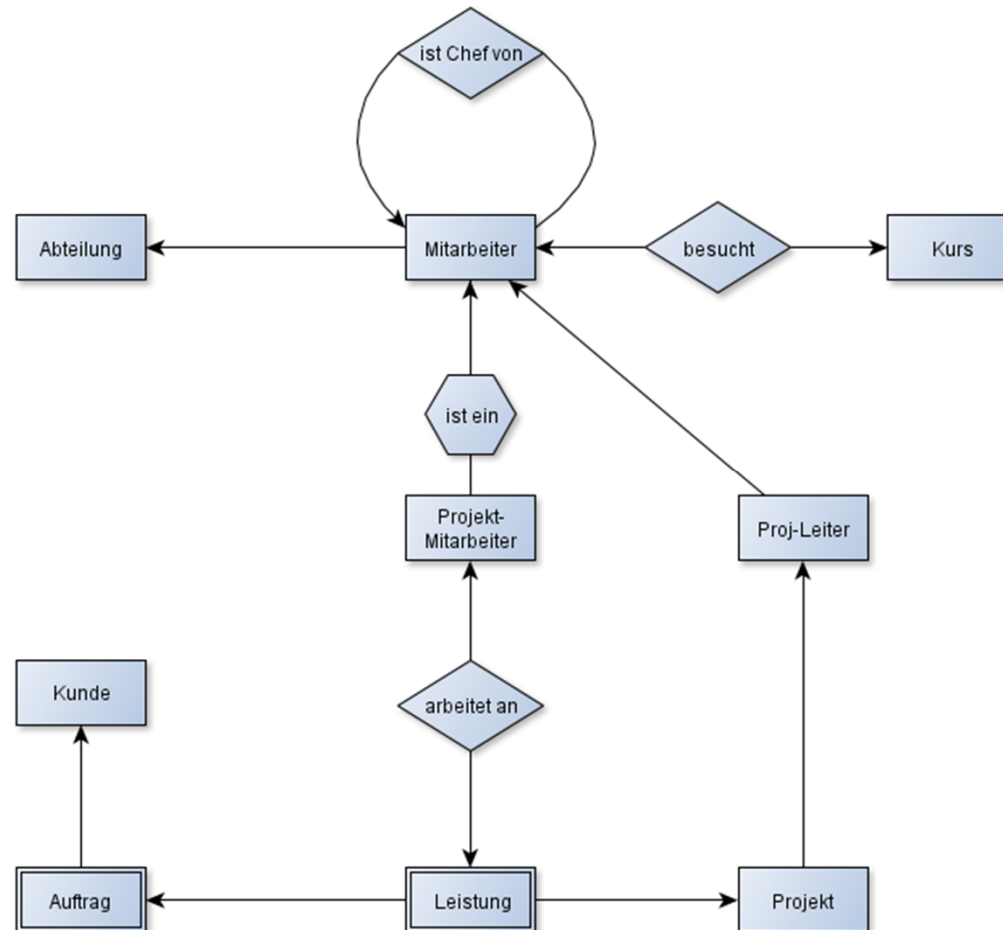 ist Chef von
Abteilung
Mitarbeiter
besucht
Kurs
ist ein
Projekt-
Mitarbeiter
Proj-Leiter
Kunde
arbeitet an
Auftrag
Leistung
Projekt